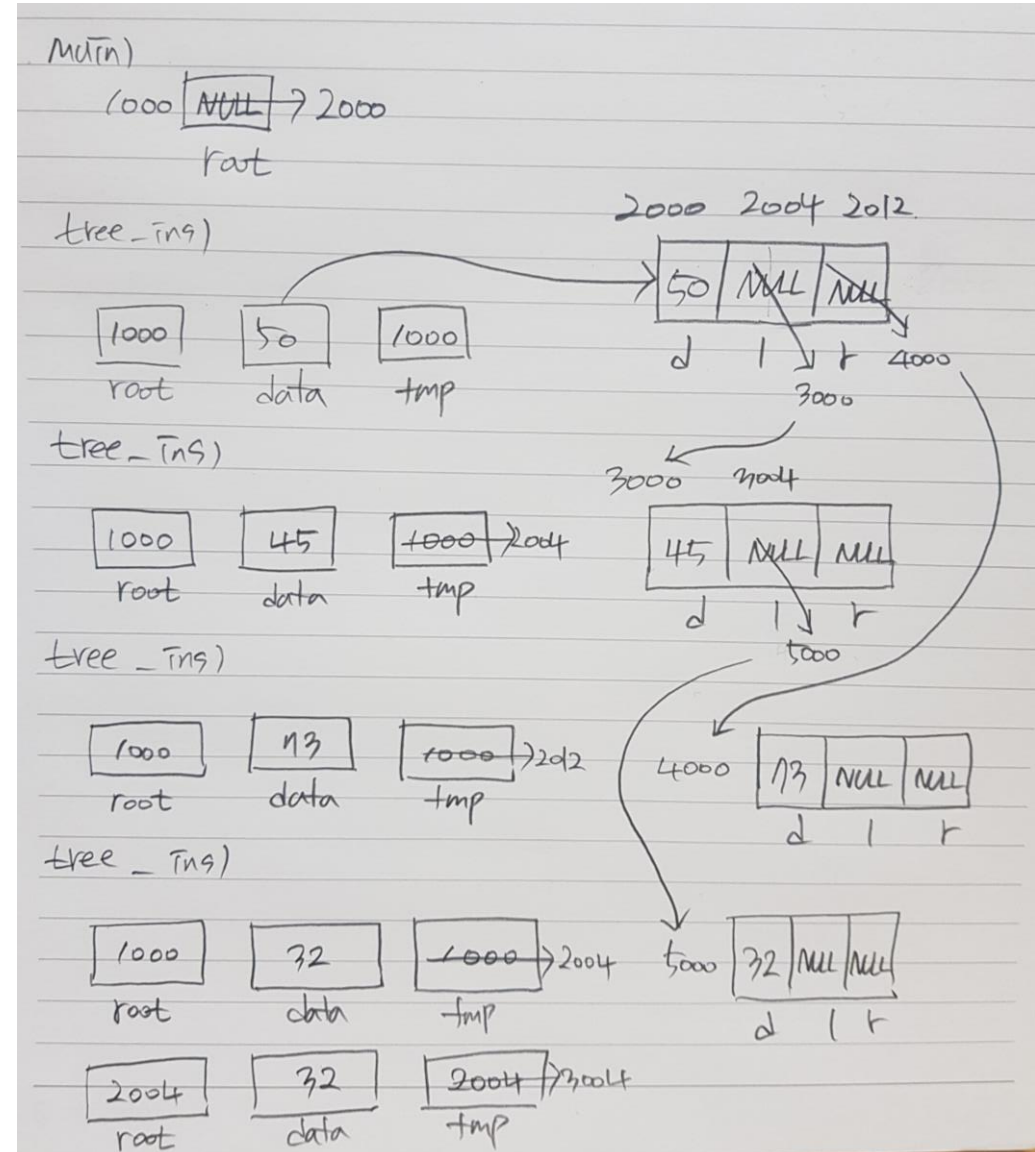 main)
1000 NULL → 2000
root
tree_ins)
2000 2004 2012
50 NULL NULL
d l r 4000
3000
1000 50 1000
root data tmp
tree_ins)
3000 3004
1000 45 1000 → 2004
root data tmp
45 NULL NULL
d l r
5000
tree_ins)
1000 73 1000 → 2012
root data tmp
4000 73 NULL NULL
d l r
tree_ins)
1000 32 1000 → 2004
root data tmp
5000 32 NULL NULL
d l r
2004 32 2004 → 3004
root data tmp